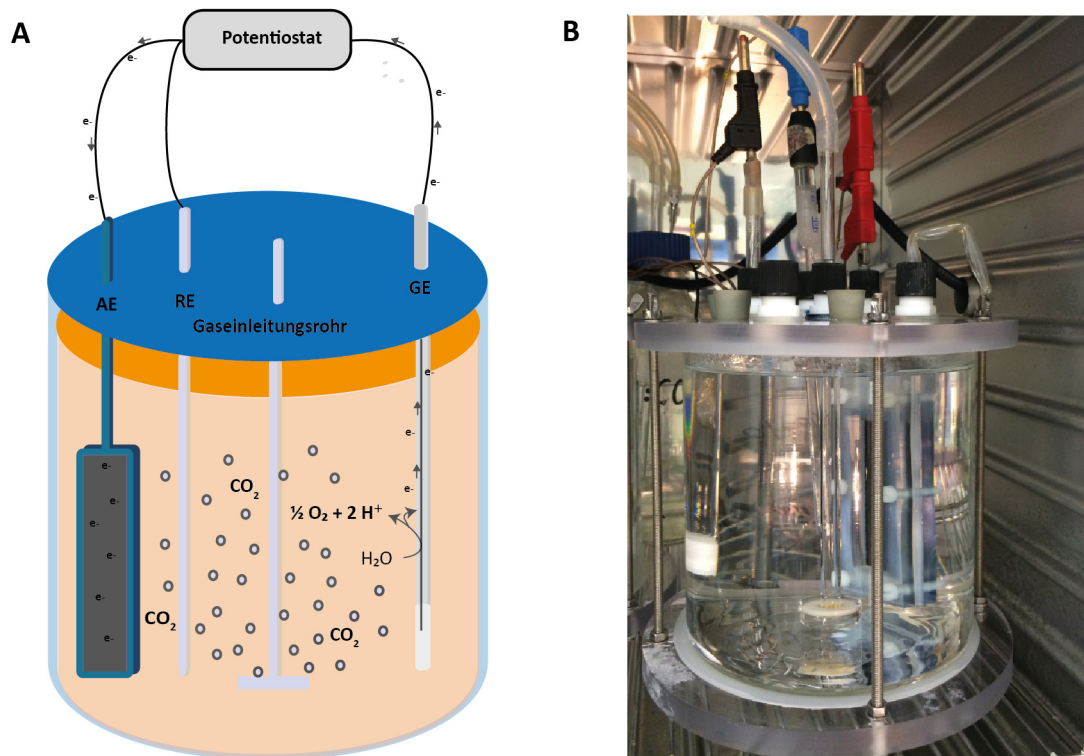 A
B
Potentiostat
e-
e-
e-
e-
e-
e-
e-
AE
RE
GE
Gaseinleitungsrohr
e-
e-
e-
e-
e-
e-
e-
e-
e-
CO₂
½ O₂ + 2 H⁺
H₂O
CO₂
CO₂